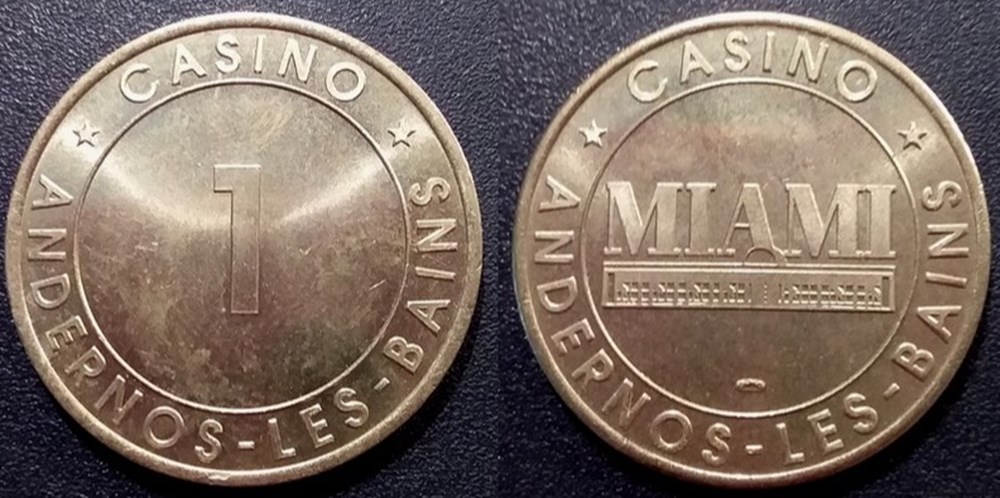 CASINO
1
ANDERNOS-LES-BAINS
CASINO
MIAMI
ANDERNOS-LES-BAINS